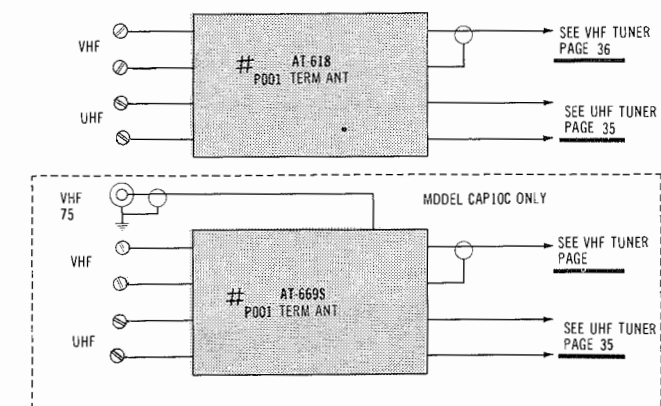 VHF
UHF
# AT-618
P001 TERM ANT
SEE VHF TUNER
PAGE 36
SEE UHF TUNER
PAGE 35
VHF
75
MODEL CAP10C ONLY
VHF
UHF
# AT-669S
P001 TERM ANT
SEE VHF TUNER
PAGE
SEE UHF TUNER
PAGE 35